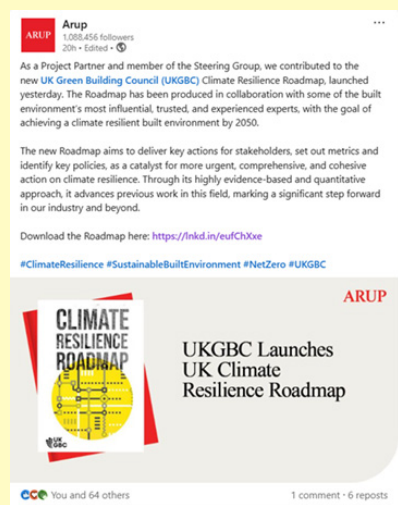 ARUP
Arup
1,088,456 followers
20h • Edited •
As a Project Partner and member of the Steering Group, we contributed to the
new UK Green Building Council (UKGBC) Climate Resilience Roadmap, launched
yesterday. The Roadmap has been produced in collaboration with some of the built
environment's most influential, trusted, and experienced experts, with the goal of
achieving a climate resilient built environment by 2050.
The new Roadmap aims to deliver key actions for stakeholders, set out metrics and
identify key policies, as a catalyst for more urgent, comprehensive, and cohesive
action on climate resilience. Through its highly evidence-based and quantitative
approach, it advances previous work in this field, marking a significant step forward
in our industry and beyond.
Download the Roadmap here: https://lnkd.in/eufChXxe
#ClimateResilience #SustainableBuiltEnvironment #NetZero #UKGBC
ARUP
CLIMATE
RESILIENCE
ROADMAP
UK
GBC
UKGBC Launches
UK Climate
Resilience Roadmap
You and 64 others
1 comment • 6 reposts